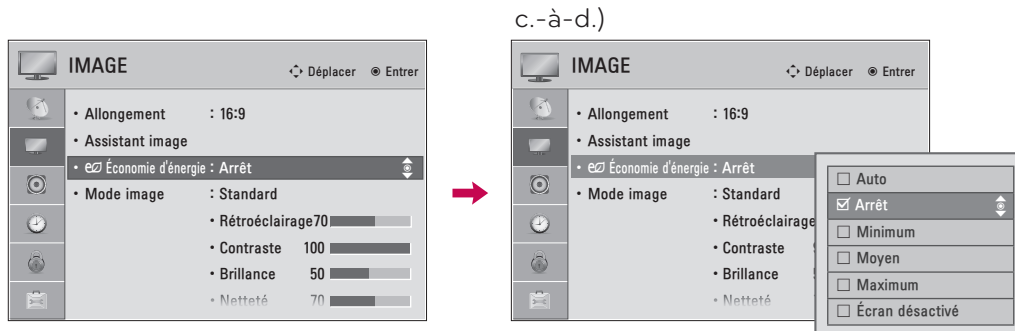 c.-à-d.)
IMAGE
Déplacer Entrer
• Allongement : 16:9
• Assistant image
• Économie d'énergie : Arrêt
• Mode image : Standard
• Rétroéclairage 70
• Contraste 100
• Brillance 50
• Netteté 70
IMAGE
Déplacer Entrer
• Allongement : 16:9
• Assistant image
• Économie d'énergie : Arrêt
• Mode image : Standard
• Rétroéclairage
• Contraste
• Brillance
• Netteté
Auto
Arrêt
Minimum
Moyen
Maximum
Écran désactivé